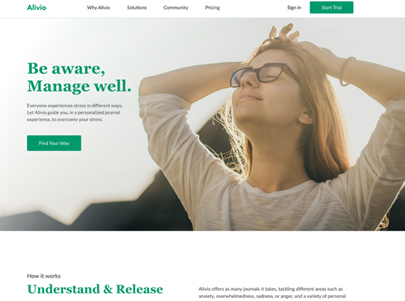 Alivio
Why Alivio
Solutions
Community
Pricing
Sign in
Start Trial
Be aware,
Manage well.
Everyone experiences stress in different ways.
Let Alivio guide you, in a personalized journal
experience, to overcome your stress.
Find Your Way
How it works
Understand & Release
Alivio offers as many journals it takes, tackling different areas such as
anxiety, overwhelmedness, sadness, or anger, and a variety of personal